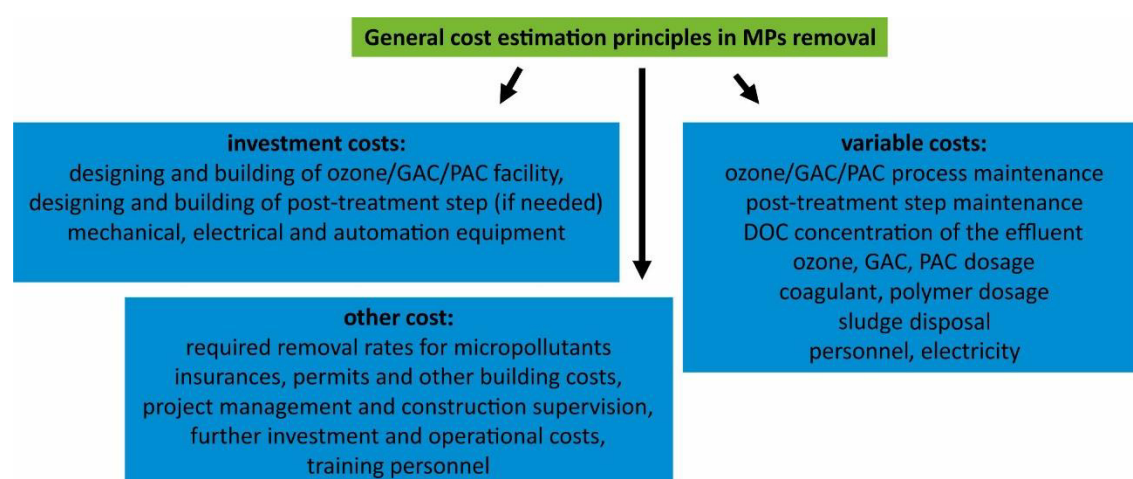 General cost estimation principles in MPs removal
investment costs:
designing and building of ozone/GAC/PAC facility,
designing and building of post-treatment step (if needed)
mechanical, electrical and automation equipment
variable costs:
ozone/GAC/PAC process maintenance
post-treatment step maintenance
DOC concentration of the effluent
ozone, GAC, PAC dosage
coagulant, polymer dosage
sludge disposal
personnel, electricity
other cost:
required removal rates for micropollutants
insurances, permits and other building costs,
project management and construction supervision,
further investment and operational costs,
training personnel